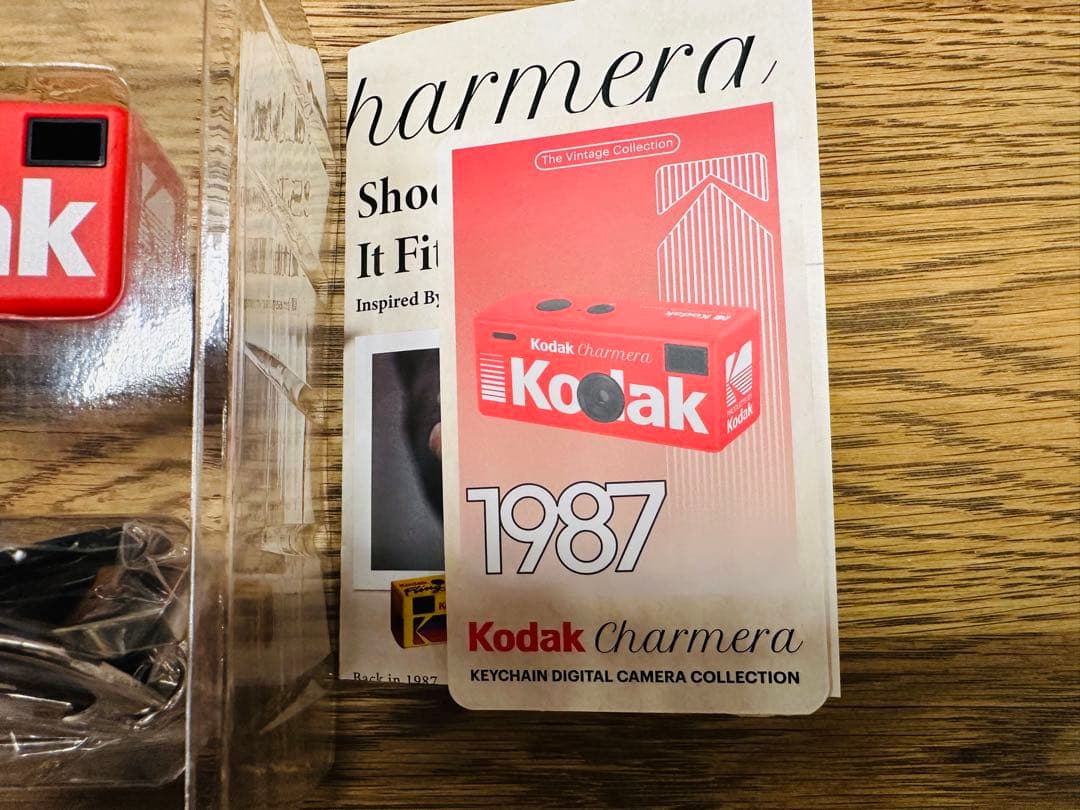 ak
harmera,
The Vintage Collection
Shoo
It Fit
Inspired By
Kodak
Kodak Charmera
Kodak
Kodak
1987
Kodak Charmera
KEYCHAIN DIGITAL CAMERA COLLECTION
Back in 1987